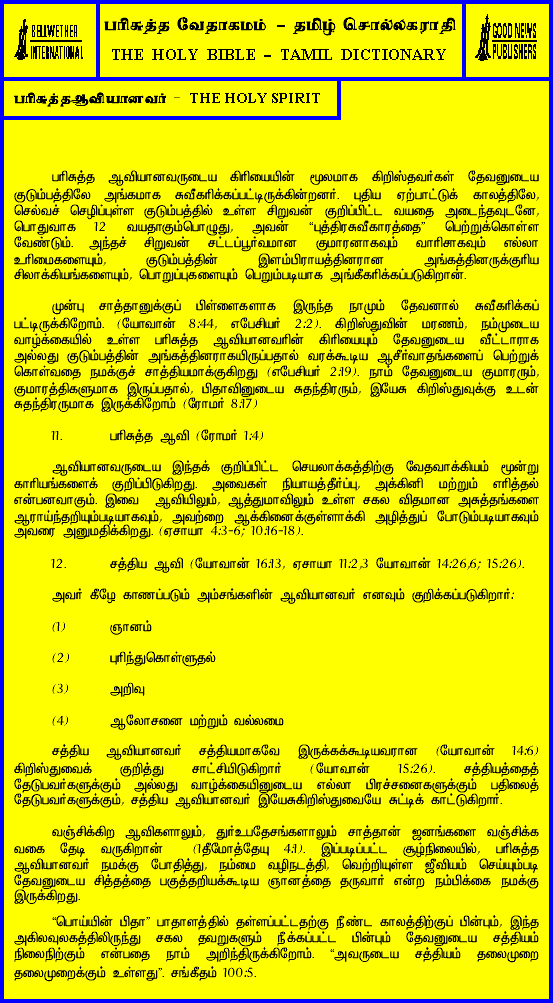 BELLWETHER
INTERNATIONAL
பரிசுத்த வேதாகமம் - தமிழ் சொல்லகராதி
THE HOLY BIBLE - TAMIL DICTIONARY
GOOD NEWS
PUBLISHERS
பரிசுத்தஆவியானவர் - THE HOLY SPIRIT
பரிசுத்த ஆவியானவருடைய கிரியையின் மூலமாக கிறிஸ்தவர்கள் தேவனுடைய
குடும்பத்திலே அங்கமாக சுவீகரிக்கப்பட்டிருக்கின்றனர். புதிய ஏற்பாட்டுக் காலத்திலே,
செல்வச் செழிப்புள்ள குடும்பத்தில் உள்ள சிறுவன் குறிப்பிட்ட வயதை அடைந்தவுடனே,
பொதுவாக 12 வயதாகும்பொழுது, அவன் “புத்திரசுவீகாரத்தை” பெற்றுக்கொள்ள
வேண்டும். அந்தச் சிறுவன் சட்டப்பூர்வமான குமாரனாகவும் வாரிசாகவும் எல்லா
உரிமைகளையும், குடும்பத்தின் இளம்பிராயத்தினரான அங்கத்தினருக்குரிய
சிலாக்கியங்களையும், பொறுப்புகளையும் பெறும்படியாக அங்கீகரிக்கப்படுகிறான்.
முன்பு சாத்தானுக்குப் பிள்ளைகளாக இருந்த நாமும் தேவனால் சுவீகரிக்கப்
பட்டிருக்கிறோம். (யோவான் 8:44, எபேசியர் 2:2). கிறிஸ்துவின் மரணம், நம்முடைய
வாழ்க்கையில் உள்ள பரிசுத்த ஆவியானவரின் கிரியையும் தேவனுடைய வீட்டாராக
அல்லது குடும்பத்தின் அங்கத்தினராகயிருப்பதால் வரக்கூடிய ஆசீர்வாதங்களைப் பெற்றுக்
கொள்வதை நமக்குச் சாத்தியமாக்குகிறது (எபேசியர் 2:19). நாம் தேவனுடைய குமாரரும்,
குமாரத்திகளுமாக இருப்பதால், பிதாவினுடைய சுதந்திரரும், இயேசு கிறிஸ்துவுக்கு உடன்
சுதந்திரருமாக இருக்கிறோம் (ரோமர் 8:17)
11. பரிசுத்த ஆவி (ரோமர் 1:4)
ஆவியானவருடைய இந்தக் குறிப்பிட்ட செயலாக்கத்திற்கு வேதவாக்கியம் மூன்று
காரியங்களைக் குறிப்பிடுகிறது. அவைகள் நியாயத்தீர்ப்பு, அக்கினி மற்றும் எரித்தல்
என்பனவாகும். இவை ஆவியிலும், ஆத்துமாவிலும் உள்ள சகல விதமான அசுத்தங்களை
ஆராய்ந்தறியும்படியாகவும், அவற்றை ஆக்கினைக்குள்ளாக்கி அழித்துப் போடும்படியாகவும்
அவரை அனுமதிக்கிறது. (ஏசாயா 4:3-6; 10:16-18).
12. சத்திய ஆவி (யோவான் 16:13, ஏசாயா 11:2,3 யோவான் 14:26,6; 15:26).
அவர் கீழே காணப்படும் அம்சங்களின் ஆவியானவர் எனவும் குறிக்கப்படுகிறார்:
(1) ஞானம்
(2) புரிந்துகொள்ளுதல்
(3) அறிவு
(4) ஆலோசனை மற்றும் வல்லமை
சத்திய ஆவியானவர் சத்தியமாகவே இருக்கக்கூடியவரான (யோவான் 14:6)
கிறிஸ்துவைக் குறித்து சாட்சியிடுகிறார் (யோவான் 15:26). சத்தியத்தைத்
தேடுபவர்களுக்கும் அல்லது வாழ்க்கையினுடைய எல்லா பிரச்சனைகளுக்கும் பதிலைத்
தேடுபவர்களுக்கும், சத்திய ஆவியானவர் இயேசுகிறிஸ்துவையே சுட்டிக் காட்டுகிறார்.
வஞ்சிக்கிற ஆவிகளாலும், துர்உபதேசங்களாலும் சாத்தான் ஜனங்களை வஞ்சிக்க
வகை தேடி வருகிறான் (1தீமோத்தேயு 4:1). இப்படிப்பட்ட சூழ்நிலையில், பரிசுத்த
ஆவியானவர் நமக்கு போதித்து, நம்மை வழிநடத்தி, வெற்றியுள்ள ஜீவியம் செய்யும்படி
தேவனுடைய சித்தத்தை பகுத்தறியக்கூடிய ஞானத்தை தருவார் என்ற நம்பிக்கை நமக்கு
இருக்கிறது.
“பொய்யின் பிதா” பாதாளத்தில் தள்ளப்பட்டதற்கு நீண்ட காலத்திற்குப் பின்பும், இந்த
அகிலவுலகத்திலிருந்து சகல தவறுகளும் நீக்கப்பட்ட பின்பும் தேவனுடைய சத்தியம்
நிலைநிற்கும் என்பதை நாம் அறிந்திருக்கிறோம். “அவருடைய சத்தியம் தலைமுறை
தலைமுறைக்கும் உள்ளது”. சங்கீதம் 100:5.